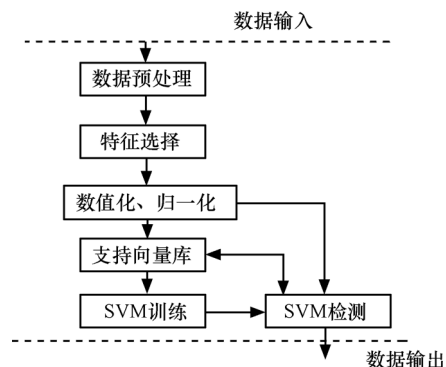 数据输入
数据预处理
特征选择
数值化、归一化
支持向量库
SVM训练
SVM检测
数据输出